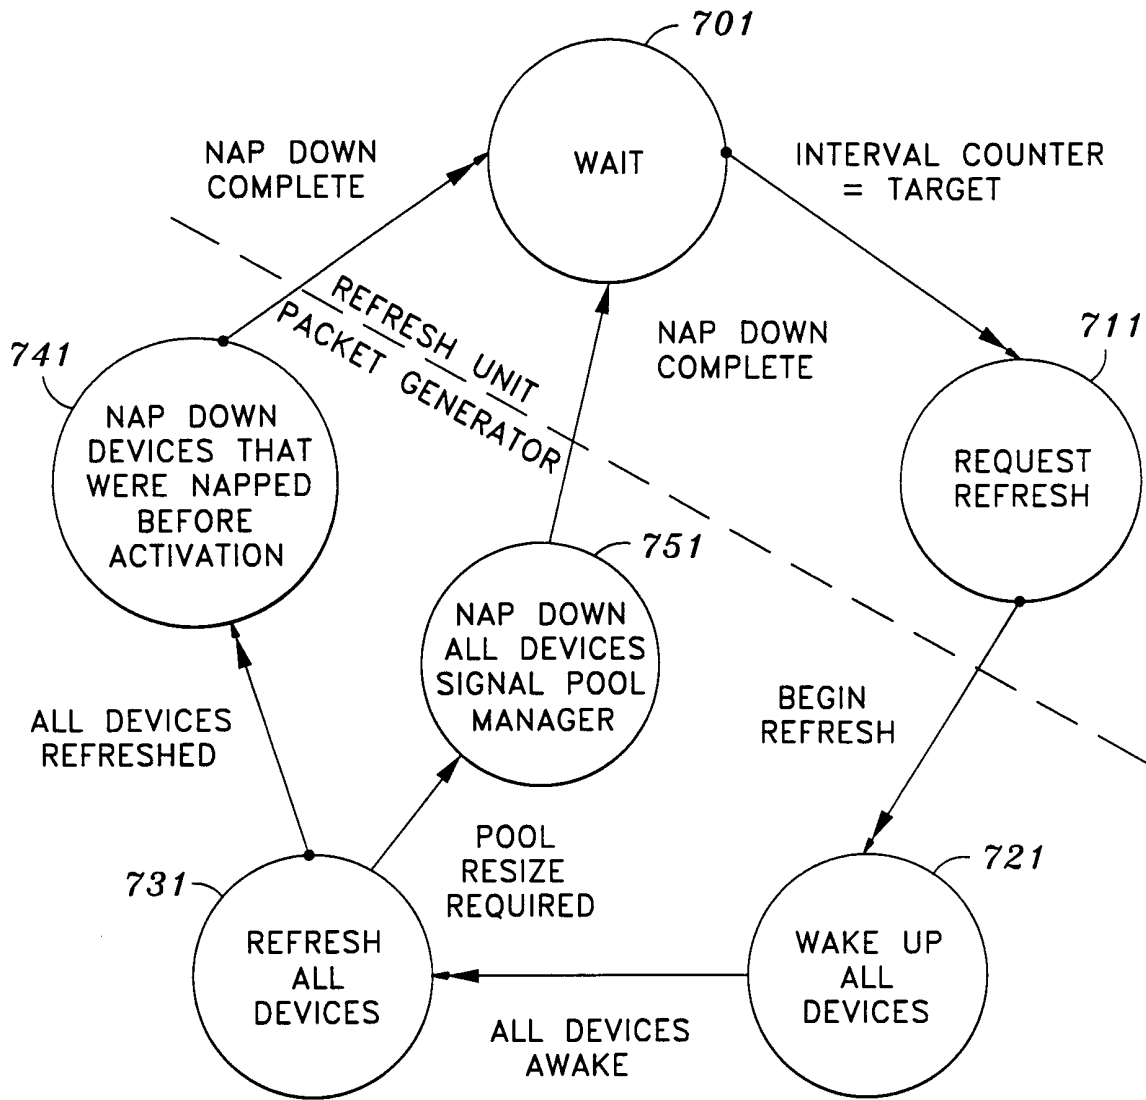 701
WAIT
NAP DOWN
COMPLETE
INTERVAL COUNTER
= TARGET
REFRESH UNIT
PACKET GENERATOR
NAP DOWN
COMPLETE
711
REQUEST
REFRESH
741
NAP DOWN
DEVICES THAT
WERE NAPPED
BEFORE
ACTIVATION
751
NAP DOWN
ALL DEVICES
SIGNAL POOL
MANAGER
BEGIN
REFRESH
ALL DEVICES
REFRESHED
POOL
RESIZE
REQUIRED
731
REFRESH
ALL
DEVICES
721
WAKE UP
ALL
DEVICES
ALL DEVICES
AWAKE